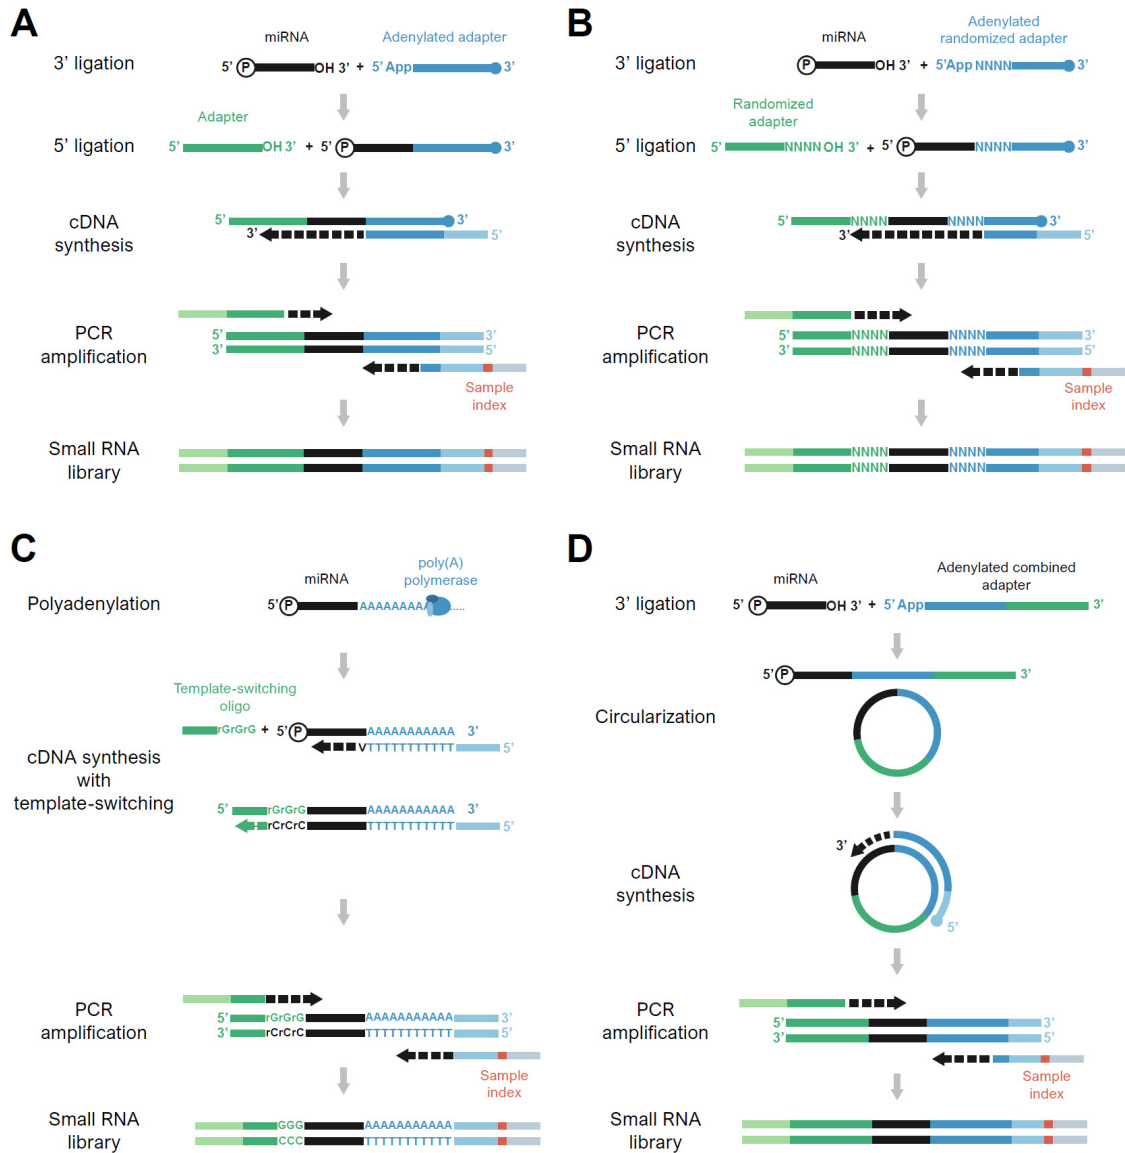 A
miRNA
Adenylated adapter
3’ ligation
5’ P OH 3’ + 5’ App 3’
Adapter
5’ ligation
5’ OH 3’ + 5’ P 3’
cDNA
synthesis
5’ 3’
3’ 5’
PCR
amplification
5’ 3’
3’ 5’
Sample
index
Small RNA
library
B
miRNA
Adenylated
randomized adapter
3’ ligation
P OH 3’ + 5’App NNNN 3’
Randomized
adapter
5’ ligation
5’ NNNN OH 3’ + 5’ P NNNN 3’
cDNA
synthesis
5’ NNNN NNNN 3’
3’ 5’
PCR
amplification
5’ NNNN NNNN 3’
3’ NNNN NNNN 5’
Sample
index
Small RNA
library
NNNN NNNN
NNNN NNNN
C
miRNA
poly(A)
polymerase
Polyadenylation
5’ P AAAAAAAAA.....
Template-switching
oligo
rGrGrG + 5’ P AAAAAAAAAAA 3’
VTTTTTTTTTTT 5’
cDNA synthesis
with
template-switching
5’ rGrGrG AAAAAAAAAAA 3’
rCrCrC TTTTTTTTTTT 5’
PCR
amplification
5’ rGrGrG AAAAAAAAAAA 3’
3’ rCrCrC TTTTTTTTTTT 5’
Sample
index
Small RNA
library
GGG AAAAAAAAAAA
CCC TTTTTTTTTTT
D
miRNA
Adenylated combined
adapter
3’ ligation
5’ P OH 3’ + 5’ App 3’
5’ P 3’
Circularization
cDNA
synthesis
3’
5’
PCR
amplification
5’ 3’
3’ 5’
Sample
index
Small RNA
library